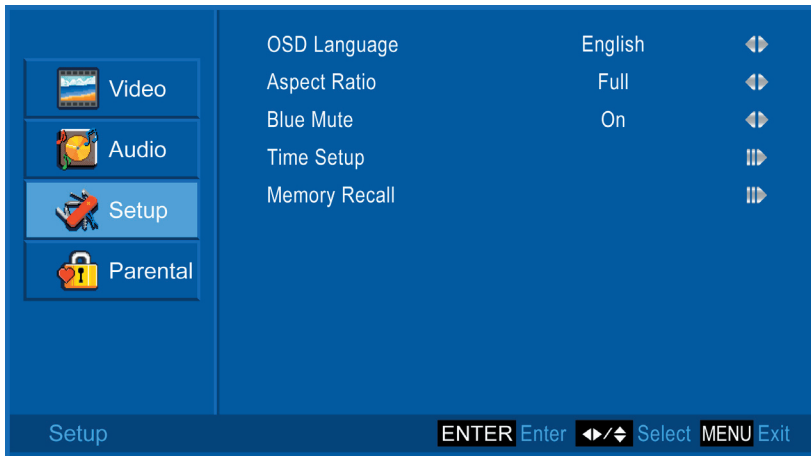 Video
Audio
Setup
Parental
OSD Language English
Aspect Ratio Full
Blue Mute On
Time Setup
Memory Recall
Setup ENTER Enter / Select MENU Exit